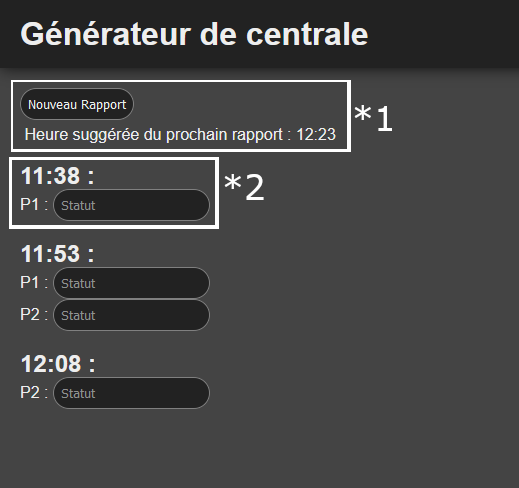 Générateur de centrale
Nouveau Rapport
*1
Heure suggérée du prochain rapport : 12:23
11:38 :
*2
P1 : Statut
11:53 :
P1 : Statut
P2 : Statut
12:08 :
P2 : Statut